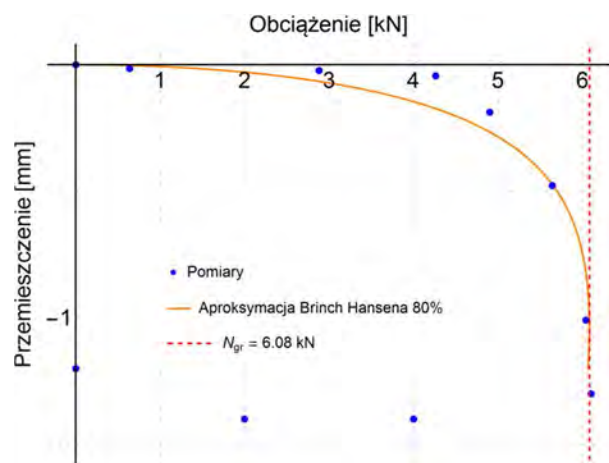 Obciążenie [kN]
1 2 3 4 5 6
Przemieszczenie [mm]
−1
Pomiary
Aproksymacja Brinch Hansena 80%
Ngr = 6.08 kN